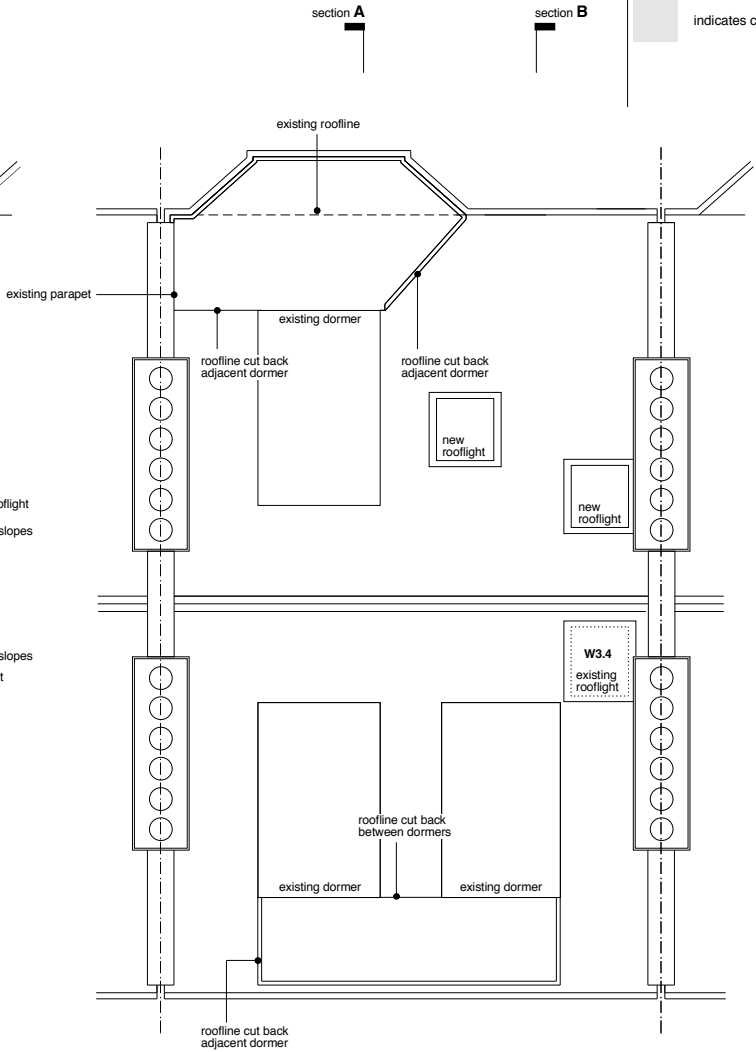 section A
section B
indicates c
existing roofline
existing parapet
existing dormer
roofline cut back
adjacent dormer
roofline cut back
adjacent dormer
new
rooflight
new
rooflight
oflight
slopes
slopes
t
W3.4
existing
rooflight
roofline cut back
between dormers
existing dormer
existing dormer
roofline cut back
adjacent dormer